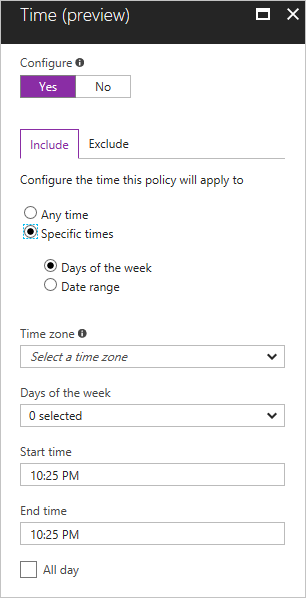 Time (preview)
Configure
Yes No
Include Exclude
Configure the time this policy will apply to
Any time
Specific times
Days of the week
Date range
Time zone
Select a time zone
Days of the week
0 selected
Start time
10:25 PM
End time
10:25 PM
All day